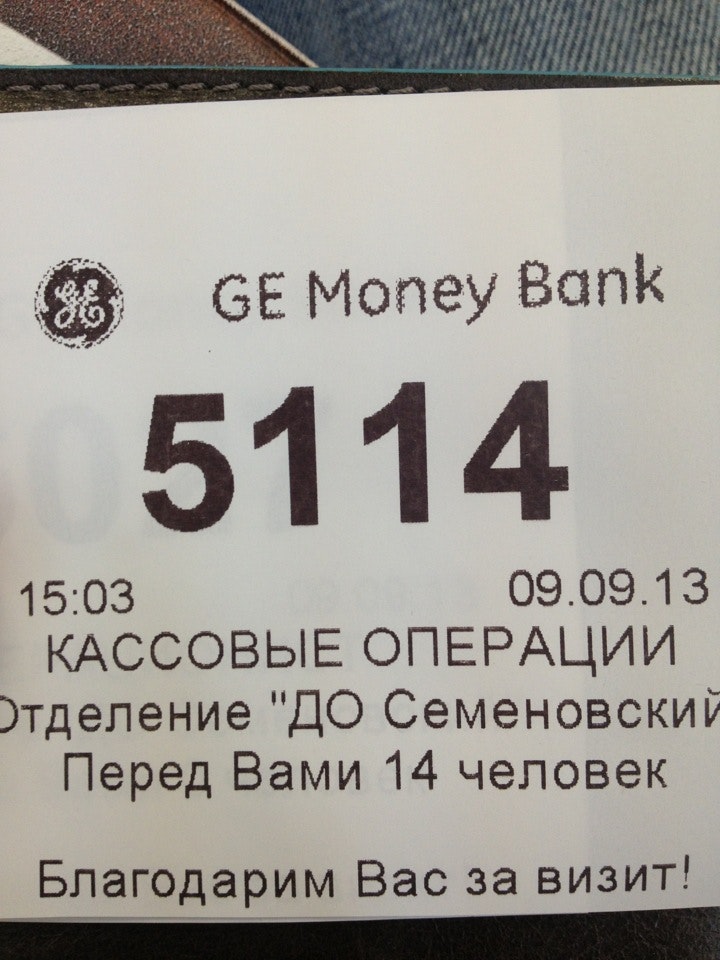 GE
GE Money Bank
5114
15:03 09.09.13
КАССОВЫЕ ОПЕРАЦИИ
Отделение "ДО Семеновский
Перед Вами 14 человек
Благодарим Вас за визит!